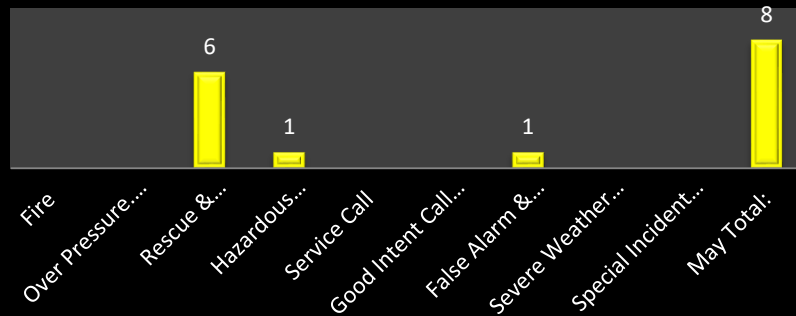 8
6
1
1
Fire
Over Pressure....
Rescue &...
Hazardous...
Service Call
Good Intent Call...
False Alarm &...
Severe Weather...
Special Incident...
May Total: